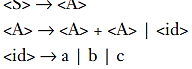 <S> → <A>
<A> → <A> + <A> | <id>
<id> → a | b | c